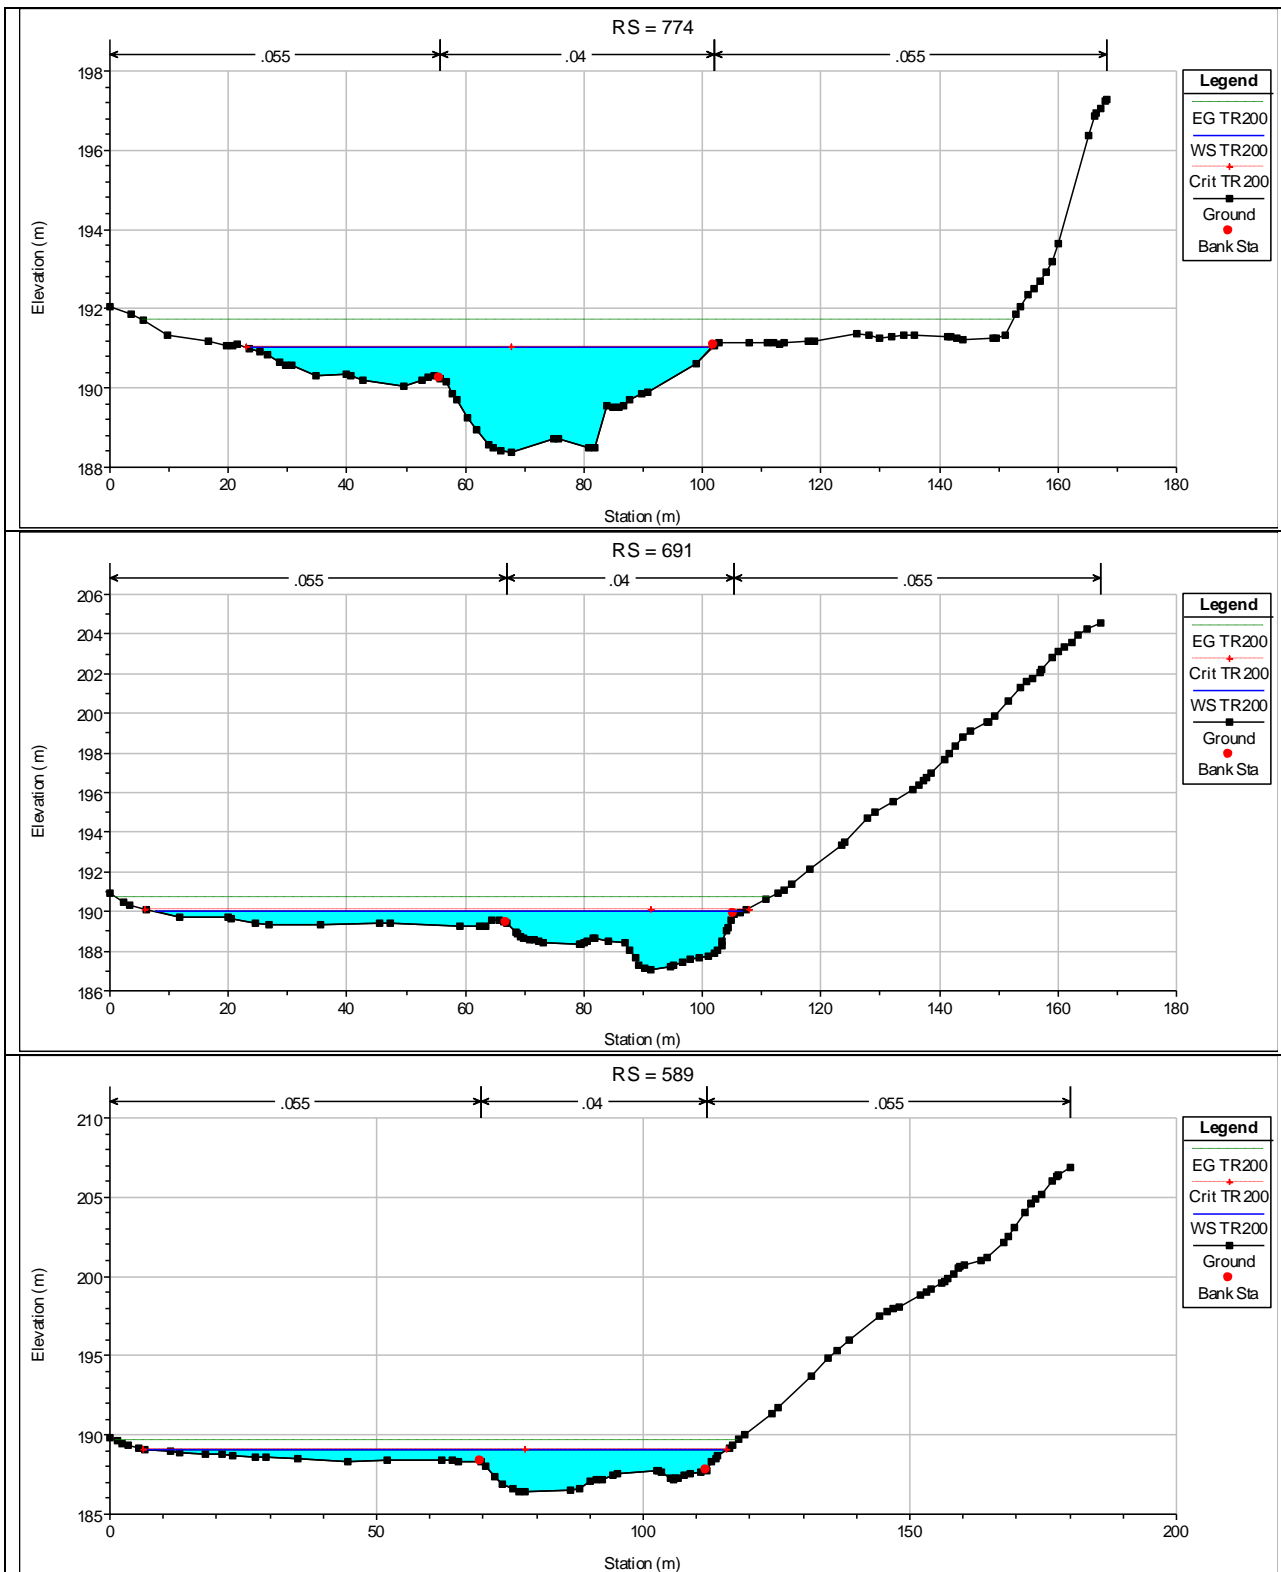 RS = 774
.055 .04 .055
198
196
194
192
190
188
0 20 40 60 80 100 120 140 160 180
Station (m)
Elevation (m)
Legend
EG TR200
WS TR200
Crit TR200
Ground
Bank Sta
RS = 691
.055 .04 .055
206
204
202
200
198
196
194
192
190
188
186
0 20 40 60 80 100 120 140 160 180
Station (m)
Elevation (m)
Legend
EG TR200
Crit TR200
WS TR200
Ground
Bank Sta
RS = 589
.055 .04 .055
210
205
200
195
190
185
0 50 100 150 200
Station (m)
Elevation (m)
Legend
EG TR200
Crit TR200
WS TR200
Ground
Bank Sta